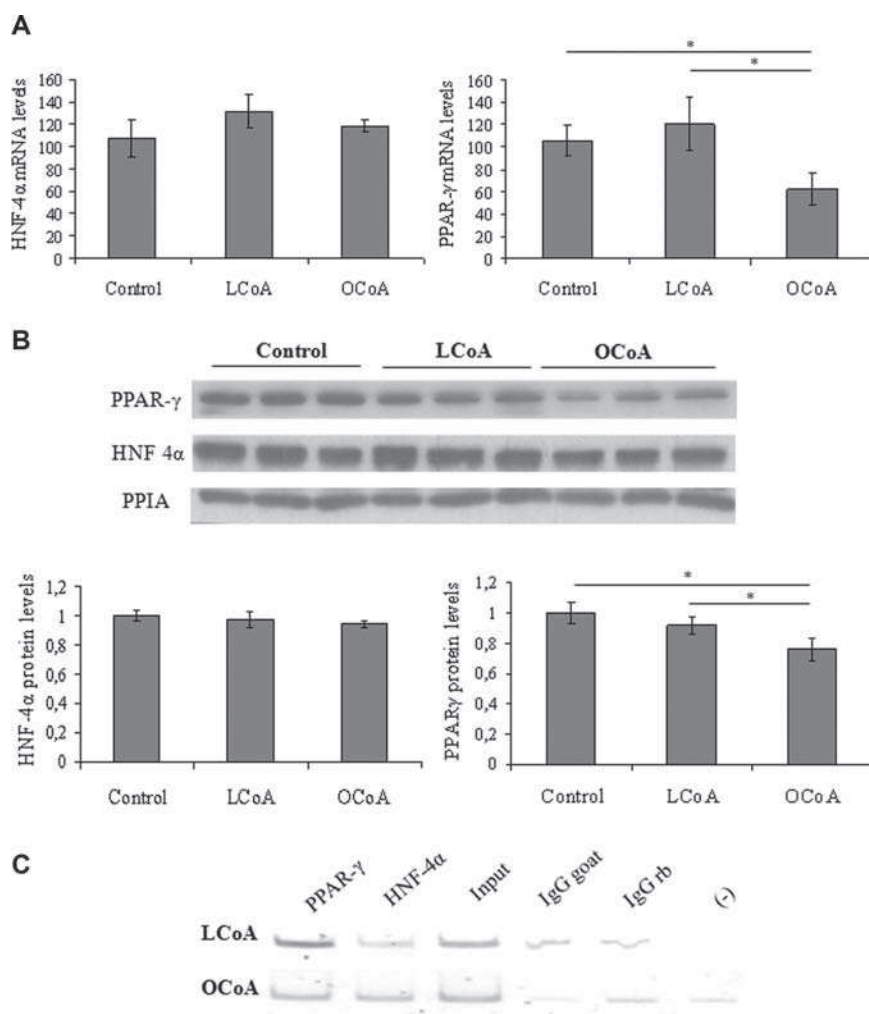 A
HNF-4α mRNA levels
160
140
120
100
80
60
40
20
0
Control LCoA OCoA
PPAR-γ mRNA levels
160
140
120
100
80
60
40
20
0
*
*
Control LCoA OCoA
B
Control LCoA OCoA
PPAR-γ
HNF 4α
PPIA
HNF-4α protein levels
1,2
1
0,8
0,6
0,4
0,2
0
Control LCoA OCoA
PPARγ protein levels
1,2
1
0,8
0,6
0,4
0,2
0
*
*
Control LCoA OCoA
C
PPAR-γ HNF-4α Input IgG goat IgG rb (-)
LCoA
OCoA